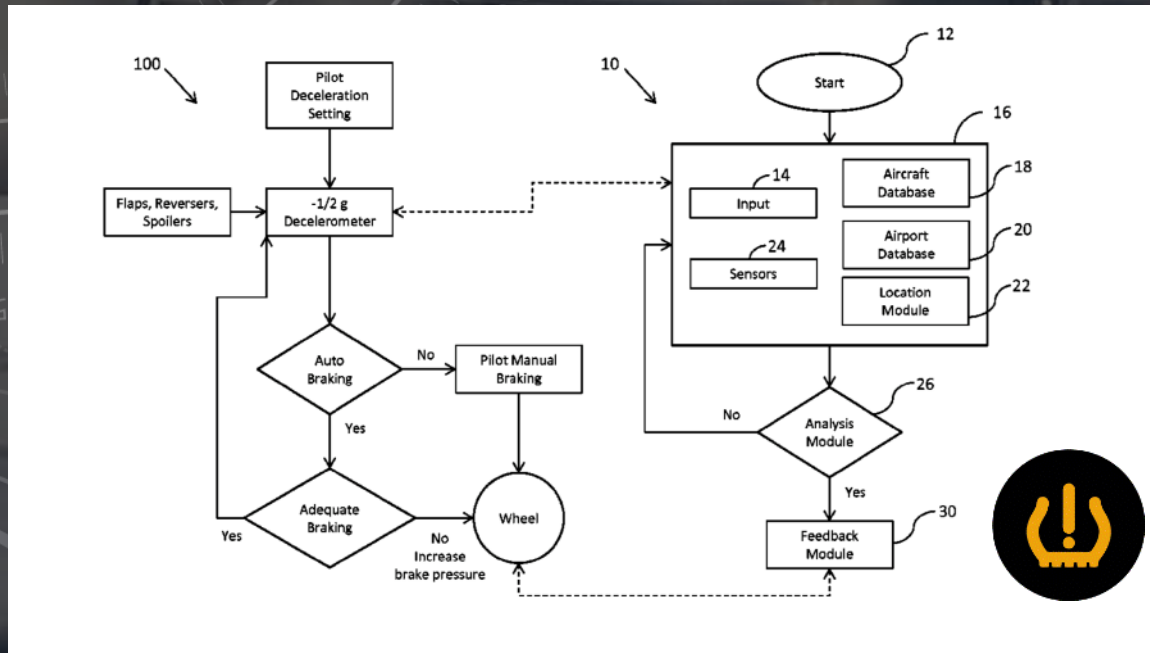 100
Pilot
Deceleration
Setting
Flaps, Reversers,
Spoilers
-1/2 g
Decelerometer
Auto
Braking
No
Pilot Manual
Braking
Yes
Adequate
Braking
Yes
No
Increase
brake pressure
Wheel
10
12
Start
16
14
Input
Aircraft
Database
18
24
Sensors
Airport
Database
20
Location
Module
22
26
No
Analysis
Module
Yes
30
Feedback
Module